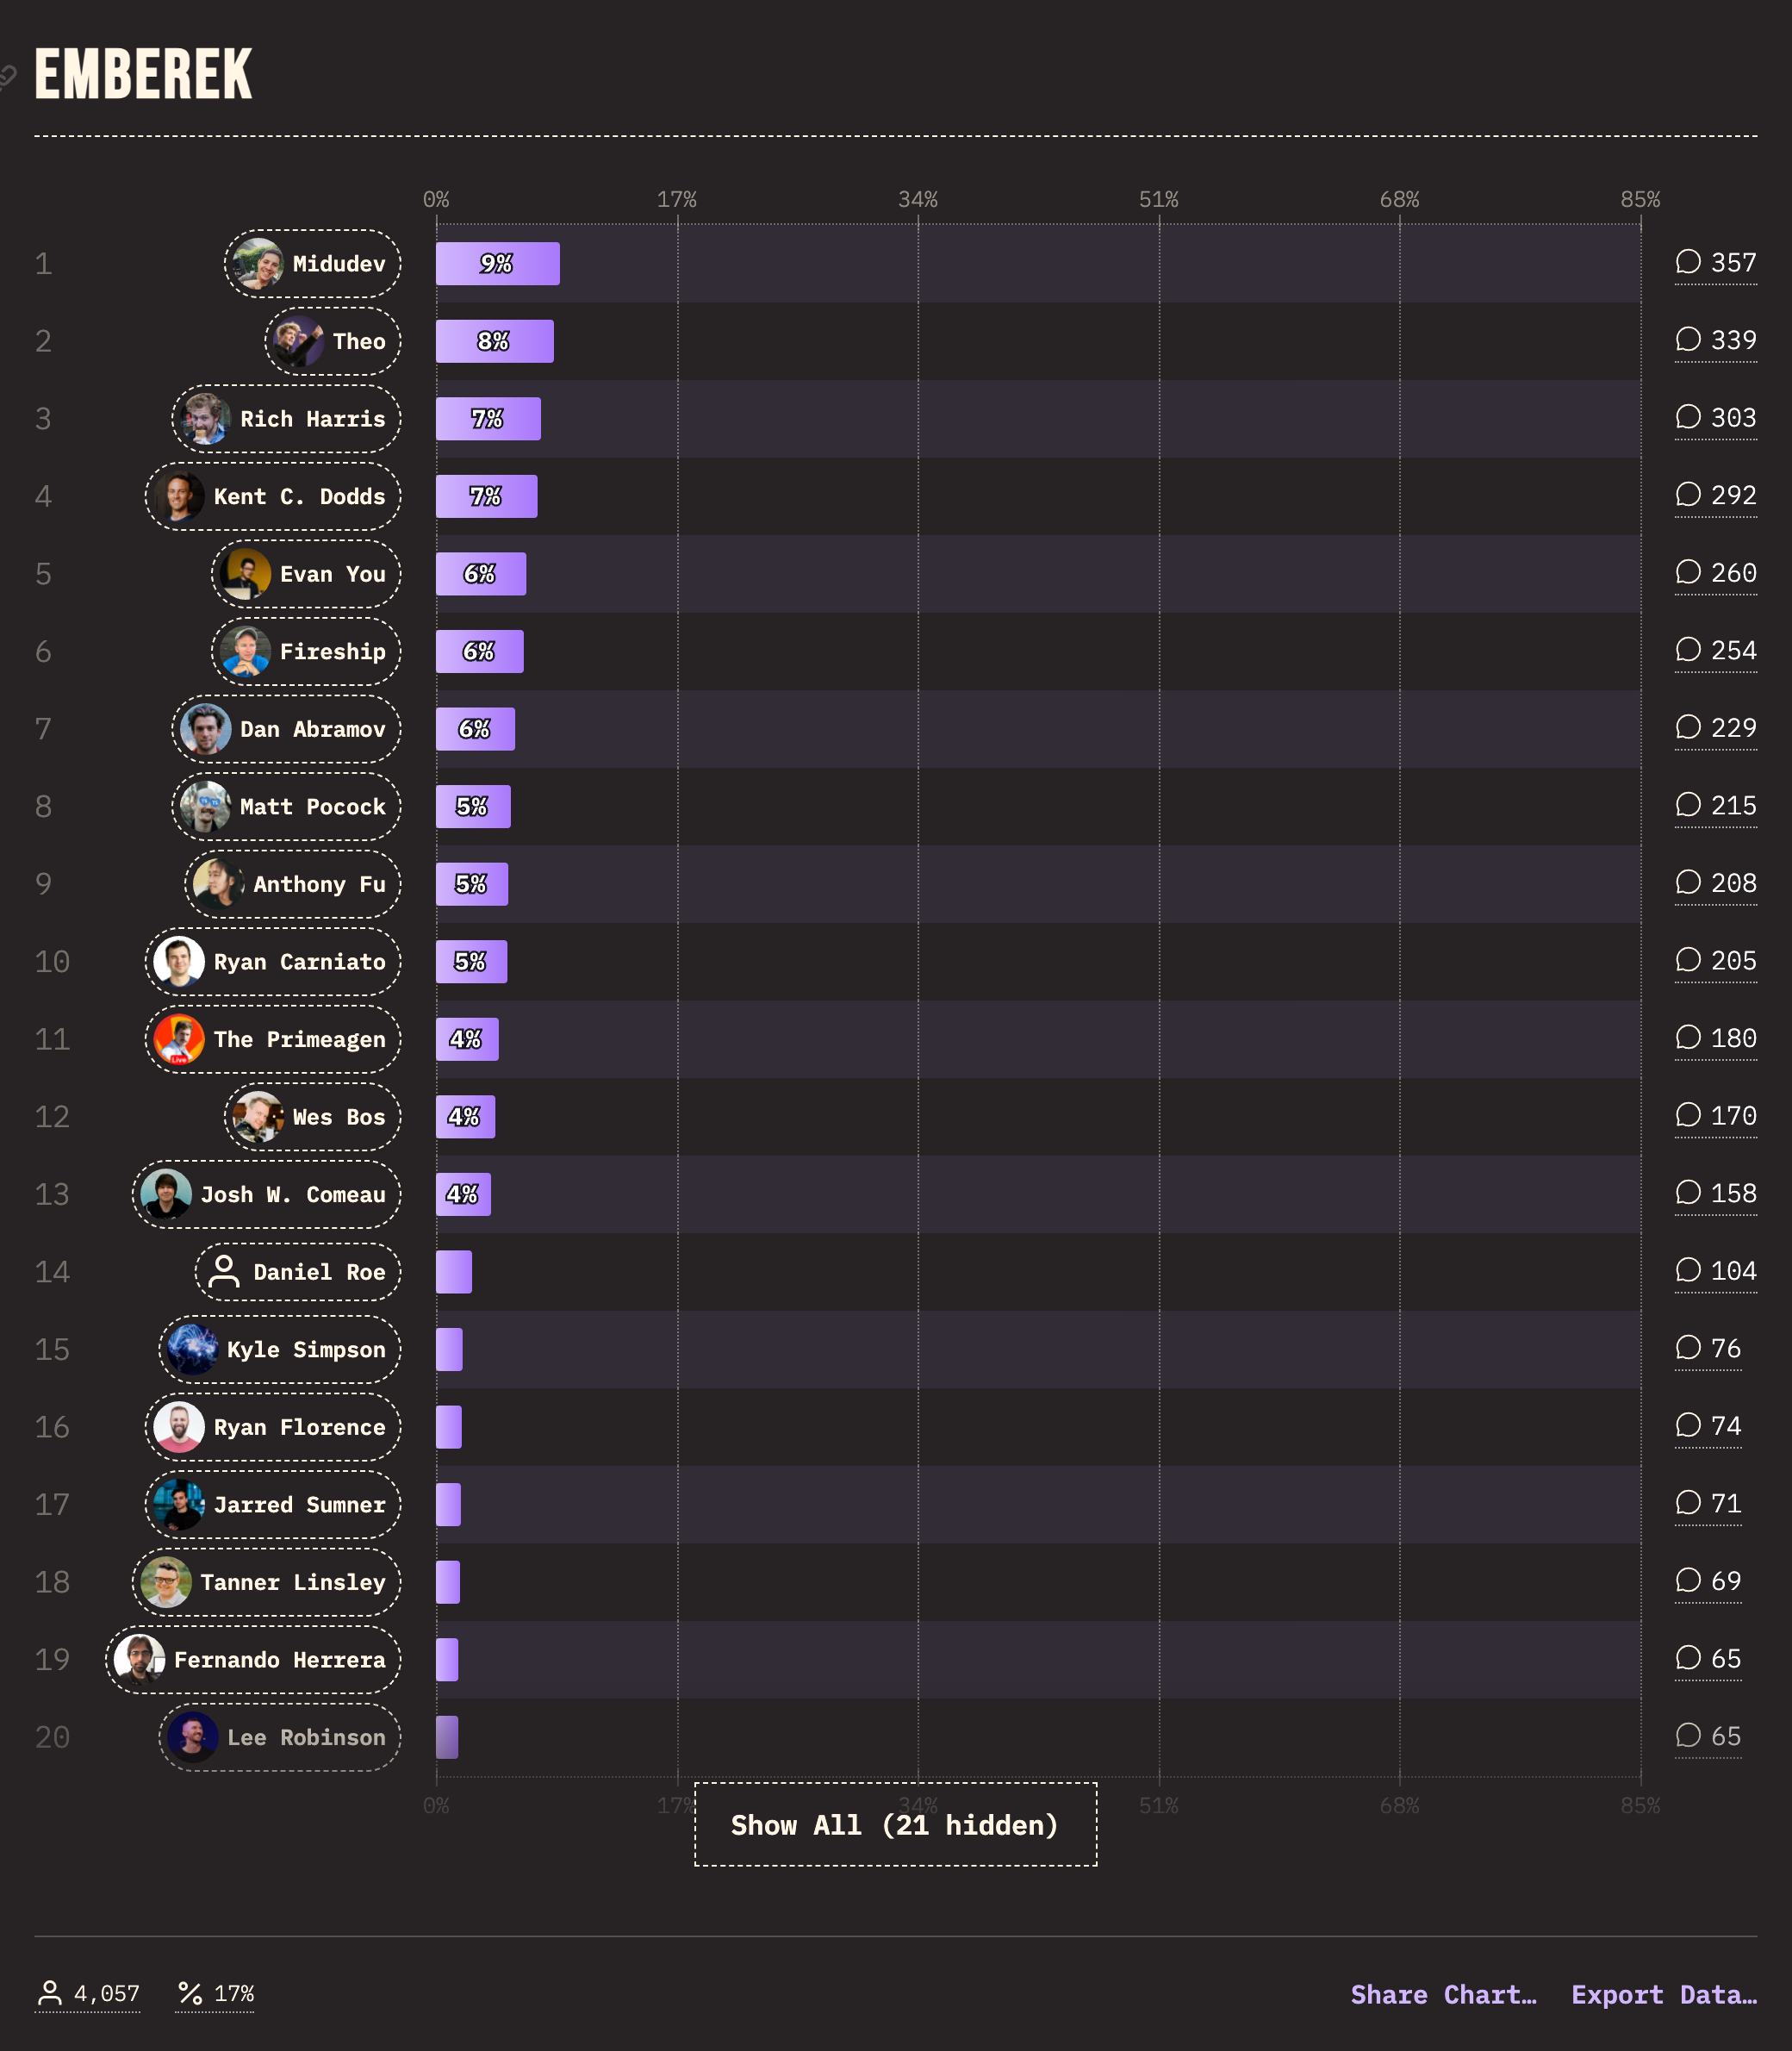 EMBEREK
0% 17% 34% 51% 68% 85%
1 Midudev 9% 357
2 Theo 8% 339
3 Rich Harris 7% 303
4 Kent C. Dodds 7% 292
5 Evan You 6% 260
6 Fireship 6% 254
7 Dan Abramov 6% 229
8 Matt Pocock 5% 215
9 Anthony Fu 5% 208
10 Ryan Carniato 5% 205
11 The Primeagen 4% 180
12 Wes Bos 4% 170
13 Josh W. Comeau 4% 158
14 Daniel Roe 104
15 Kyle Simpson 76
16 Ryan Florence 74
17 Jarred Sumner 71
18 Tanner Linsley 69
19 Fernando Herrera 65
20 Lee Robinson 65
0% 17% 34% 51% 68% 85%
Show All (21 hidden)
4,057 17% Share Chart… Export Data…